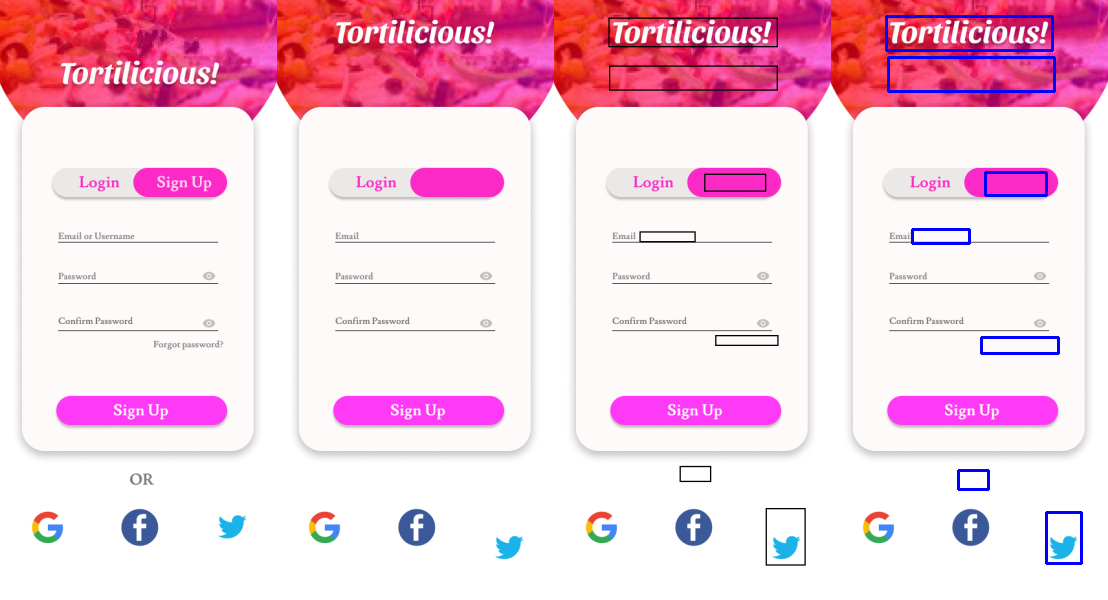 Tortilicious!
Login Sign Up
Email or Username
Password
Confirm Password
Forgot password?
Sign Up
OR
Tortilicious!
Login
Email
Password
Confirm Password
Sign Up
Tortilicious!
Login
Email
Password
Confirm Password
Sign Up
Tortilicious!
Login
Emai
Password
Confirm Password
Sign Up